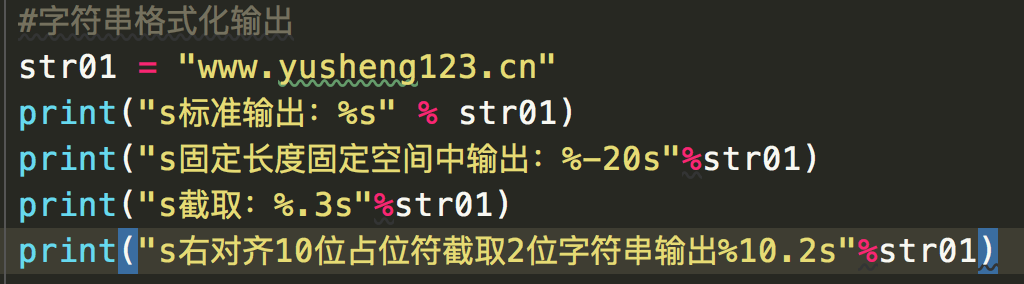 #字符串格式化输出
str01 = "www.yusheng123.cn"
print("s标准输出：%s" % str01)
print("s固定长度固定空间中输出：%-20s"%str01)
print("s截取：%.3s"%str01)
print("s右对齐10位占位符截取2位字符串输出%10.2s"%str01)